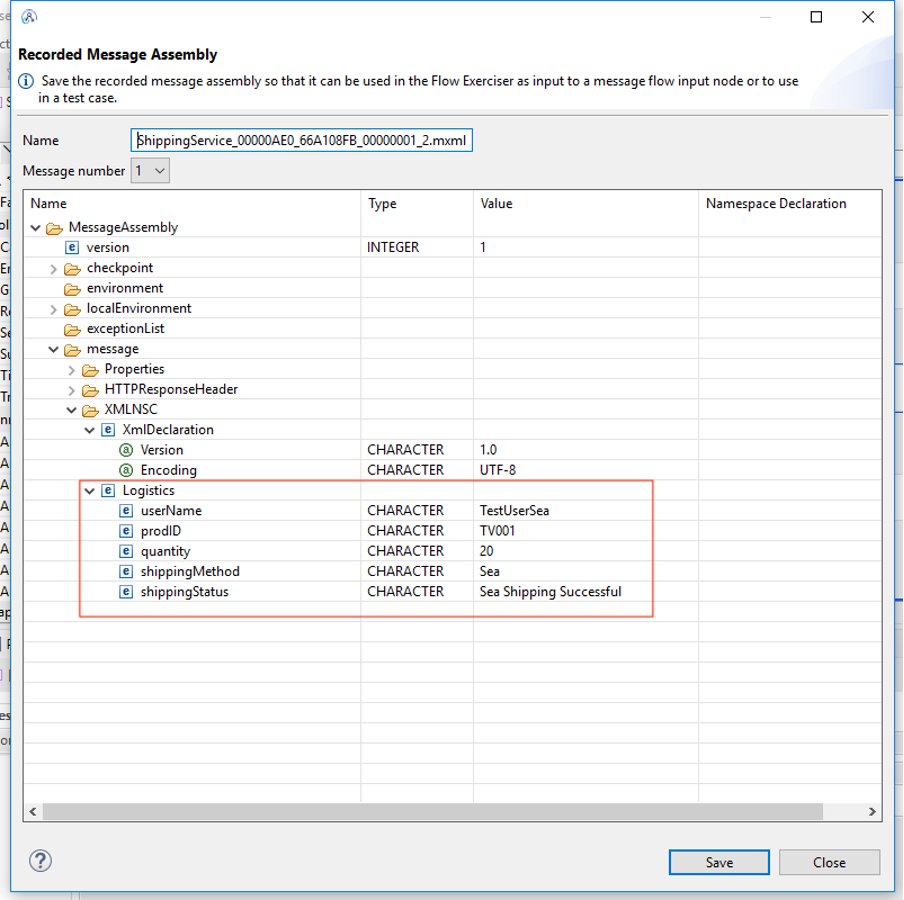 Recorded Message Assembly
Save the recorded message assembly so that it can be used in the Flow Exerciser as input to a message flow input node or to use
in a test case.
Name ShippingService_00000AE0_66A108FB_00000001_2.mxml
Message number 1
Name Type Value Namespace Declaration
MessageAssembly
version INTEGER 1
checkpoint
environment
localEnvironment
exceptionList
message
Properties
HTTPResponseHeader
XMLNSC
XmlDeclaration
Version CHARACTER 1.0
Encoding CHARACTER UTF-8
Logistics
userName CHARACTER TestUserSea
prodID CHARACTER TV001
quantity CHARACTER 20
shippingMethod CHARACTER Sea
shippingStatus CHARACTER Sea Shipping Successful
Save Close